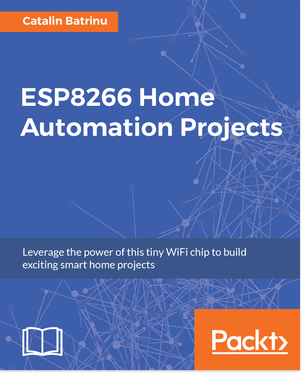 Catalin Batrinu
ESP8266 Home
Automation Projects
Leverage the power of this tiny WiFi chip to build
exciting smart home projects
Packt>